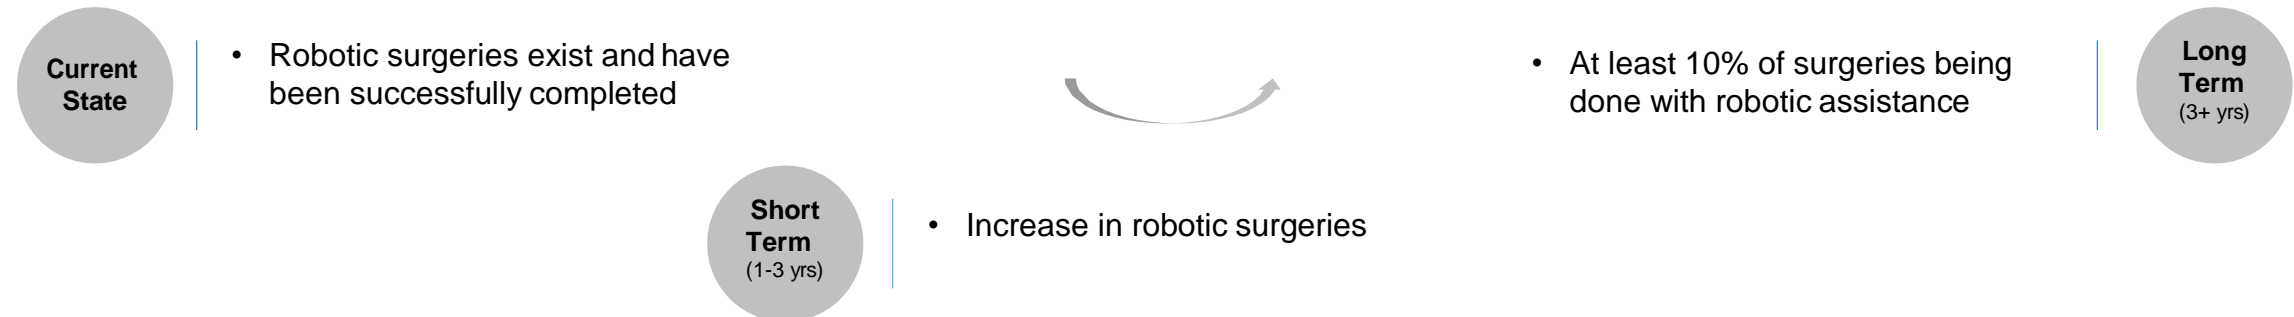 Current
State
• Robotic surgeries exist and have
been successfully completed
Short
Term
(1-3 yrs)
• Increase in robotic surgeries
• At least 10% of surgeries being
done with robotic assistance
Long
Term
(3+ yrs)